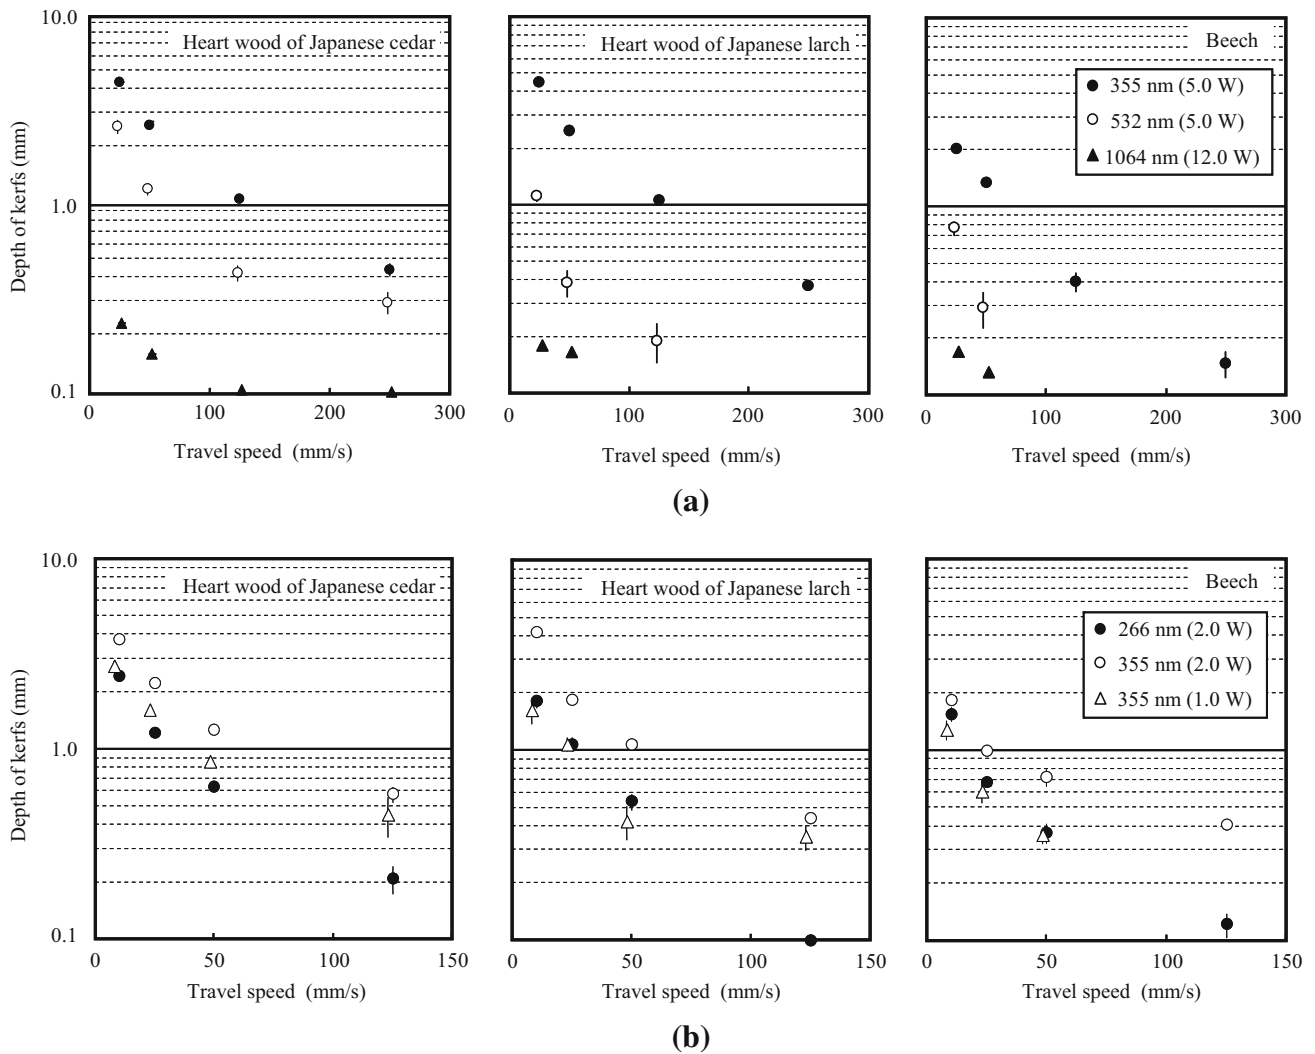 10.0
Heart wood of Japanese cedar
Depth of kerfs (mm)
1.0
0.1
0 100 200 300
Travel speed (mm/s)
Heart wood of Japanese larch
0 100 200 300
Travel speed (mm/s)
Beech
355 nm (5.0 W)
532 nm (5.0 W)
1064 nm (12.0 W)
0 100 200 300
Travel speed (mm/s)
(a)
10.0
Heart wood of Japanese cedar
Depth of kerfs (mm)
1.0
0.1
0 50 100 150
Travel speed (mm/s)
Heart wood of Japanese larch
0 50 100 150
Travel speed (mm/s)
Beech
266 nm (2.0 W)
355 nm (2.0 W)
355 nm (1.0 W)
0 50 100 150
Travel speed (mm/s)
(b)